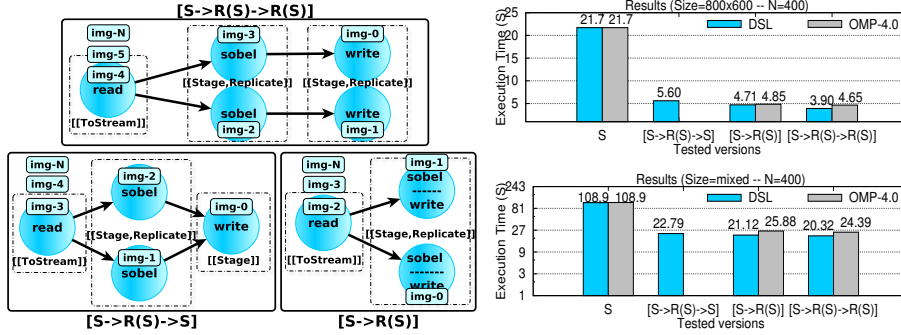 [S->R(S)->R(S)]
img-N
img-5
img-4
read
[[ToStream]]
img-3
sobel
[[Stage,Replicate]]
sobel
img-2
img-0
write
[[Stage,Replicate]]
write
img-1
img-N
img-4
img-3
read
[[ToStream]]
img-2
sobel
[[Stage,Replicate]]
img-1
sobel
img-0
write
[[Stage]]
[S->R(S)->S]
img-N
img-3
img-2
read
[[ToStream]]
img-1
sobel
------
write
[[Stage,Replicate]]
sobel
-------
write
img-0
[S->R(S)]
Results (Size=800x600 -- N=400)
Execution Time (S)
25
20
15
10
5
DSL
OMP-4.0
21.7 21.7
5.60
4.71 4.85
3.90 4.65
S [S->R(S)->S] [S->R(S)] [S->R(S)->R(S)]
Tested versions
Results (Size=mixed -- N=400)
Execution Time (S)
243
81
27
9
3
1
DSL
OMP-4.0
108.9 108.9
22.79
21.12 25.88
20.32 24.39
S [S->R(S)->S] [S->R(S)] [S->R(S)->R(S)]
Tested versions